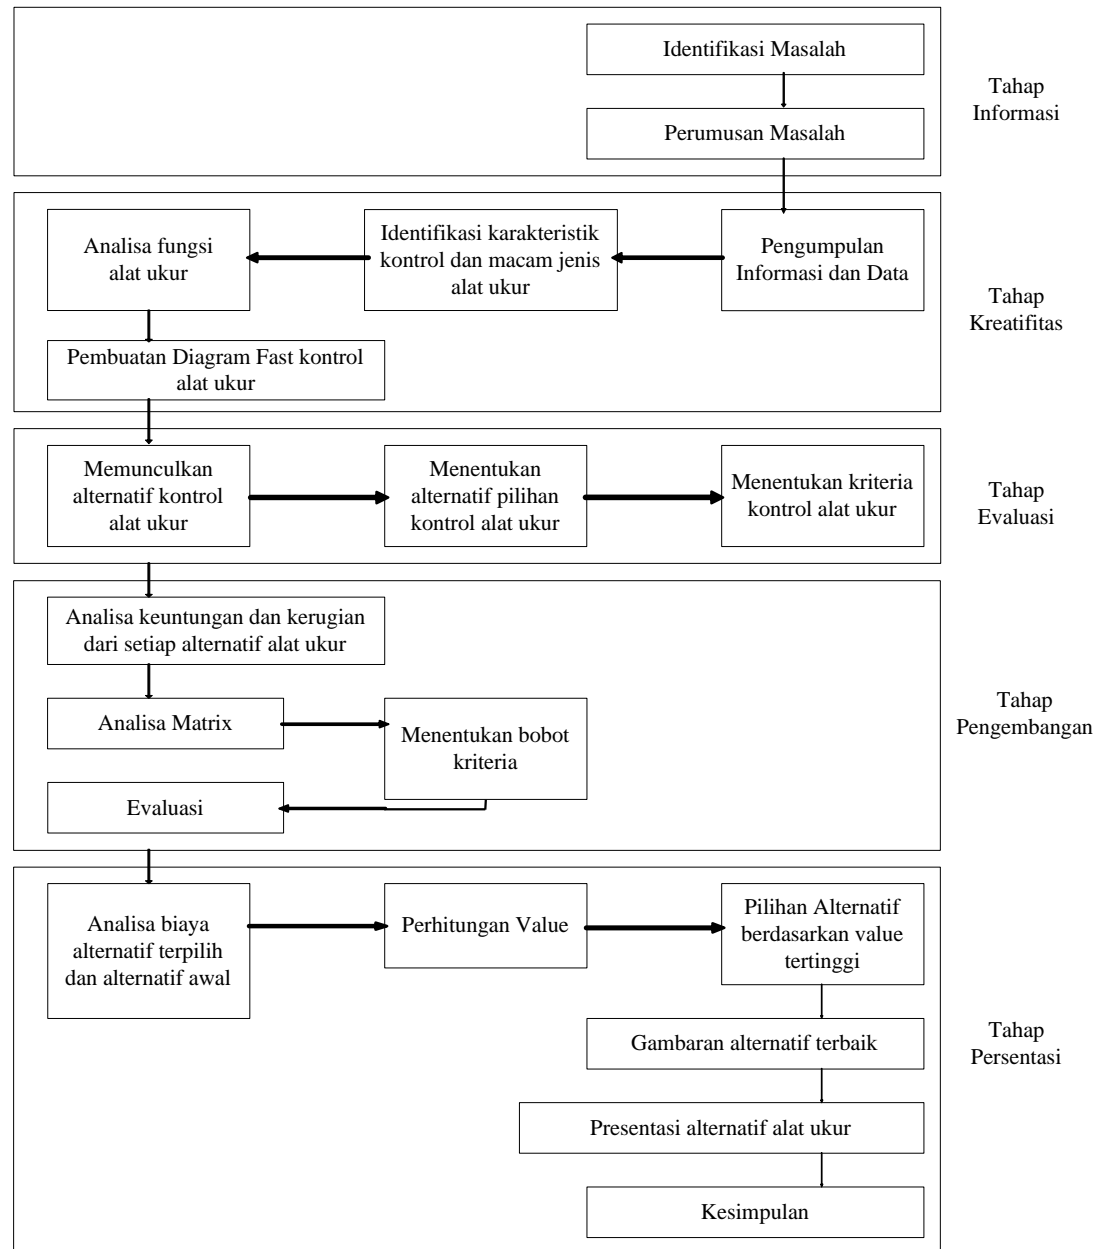 Identifikasi Masalah
Perumusan Masalah
Tahap
Informasi
Analisa fungsi
alat ukur
Identifikasi karakteristik
kontrol dan macam jenis
alat ukur
Pengumpulan
Informasi dan Data
Pembuatan Diagram Fast kontrol
alat ukur
Tahap
Kreatifitas
Memunculkan
alternatif kontrol
alat ukur
Menentukan
alternatif pilihan
kontrol alat ukur
Menentukan kriteria
kontrol alat ukur
Tahap
Evaluasi
Analisa keuntungan dan kerugian
dari setiap alternatif alat ukur
Analisa Matrix
Menentukan bobot
kriteria
Evaluasi
Tahap
Pengembangan
Analisa biaya
alternatif terpilih
dan alternatif awal
Perhitungan Value
Pilihan Alternatif
berdasarkan value
tertinggi
Gambaran alternatif terbaik
Presentasi alternatif alat ukur
Kesimpulan
Tahap
Persentasi